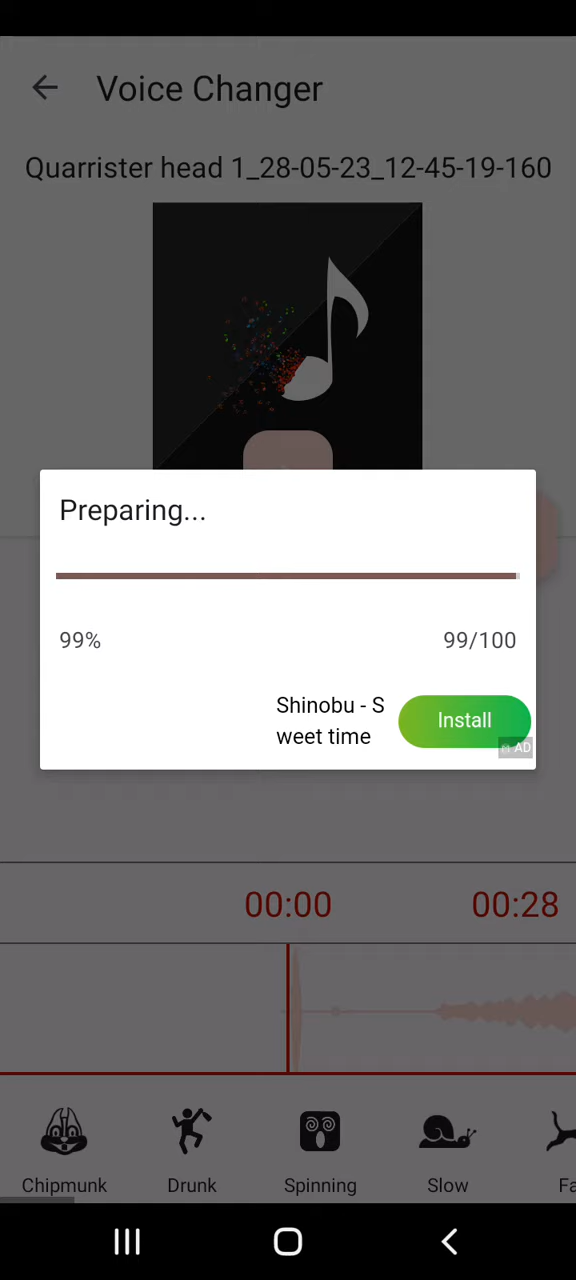 Voice Changer
Quarrister head 1_28-05-23_12-45-19-160
Preparing...
99%
99/100
Shinobu - S
weet time
Install
AD
00:00
00:28
Chipmunk
Drunk
Spinning
Slow
Fa